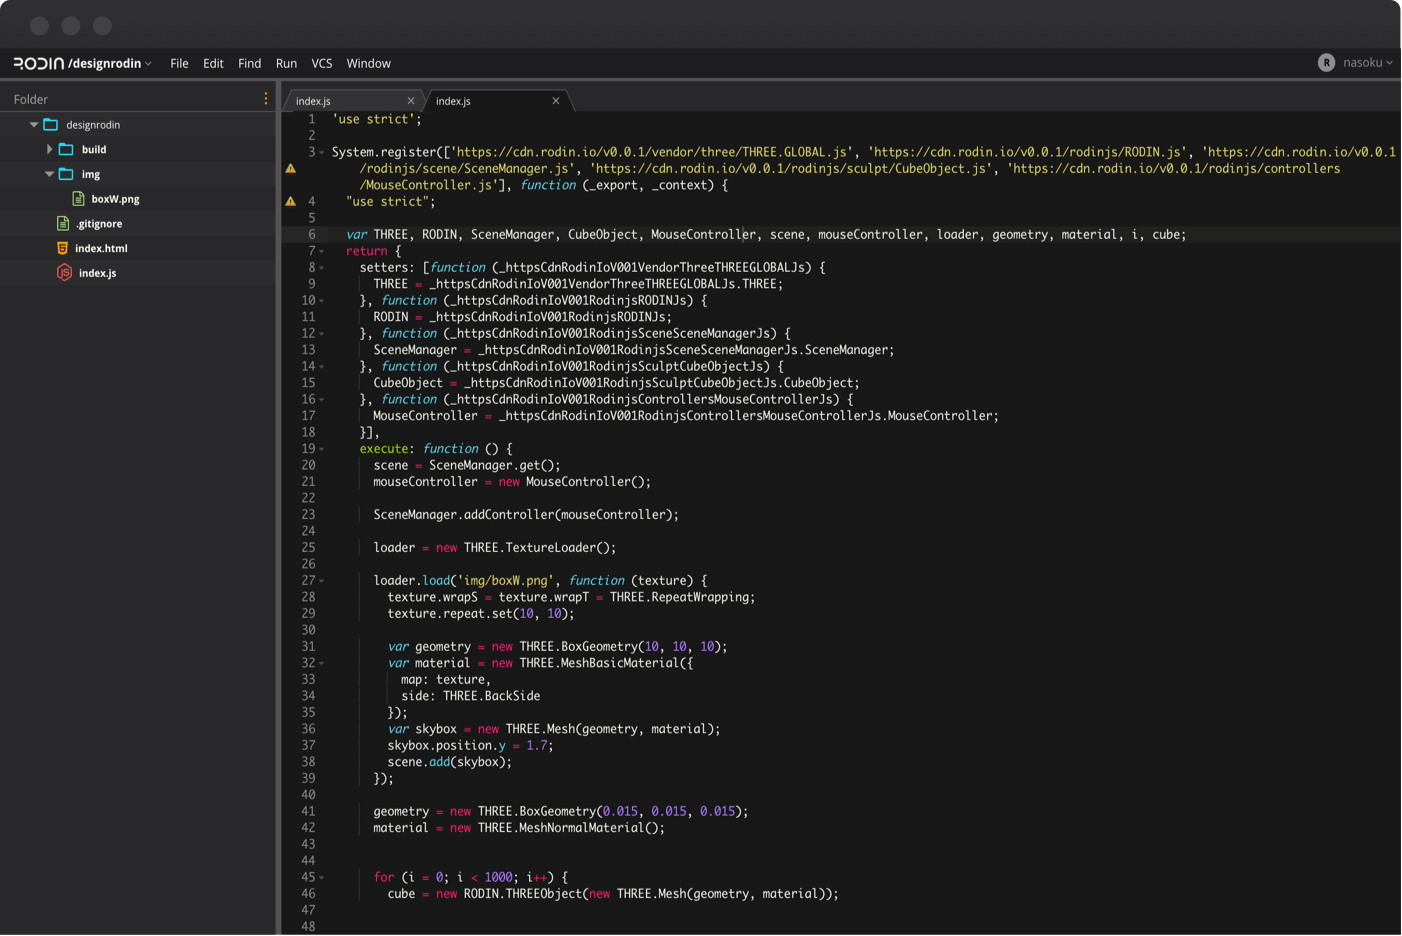 RODIN /designrodin File Edit Find Run VCS Window R nasoku
Folder
designrodin
build
img
boxW.png
.gitignore
index.html
index.js
index.js index.js
1 'use strict';
2
3 System.register(['https://cdn.rodin.io/v0.0.1/vendor/three/THREE.GLOBAL.js', 'https://cdn.rodin.io/v0.0.1/rodinjs/RODIN.js', 'https://cdn.rodin.io/v0.0.1
/rodinjs/scene/SceneManager.js', 'https://cdn.rodin.io/v0.0.1/rodinjs/sculpt/CubeObject.js', 'https://cdn.rodin.io/v0.0.1/rodinjs/controllers
/MouseController.js'], function (_export, _context) {
4 "use strict";
5
6 var THREE, RODIN, SceneManager, CubeObject, MouseController, scene, mouseController, loader, geometry, material, i, cube;
7 return {
8 setters: [function (_httpsCdnRodinIoV001VendorThreeTHREEGLOBALJs) {
9 THREE = _httpsCdnRodinIoV001VendorThreeTHREEGLOBALJs.THREE;
10 }, function (_httpsCdnRodinIoV001RodinjsRODINJs) {
11 RODIN = _httpsCdnRodinIoV001RodinjsRODINJs;
12 }, function (_httpsCdnRodinIoV001RodinjsSceneSceneManagerJs) {
13 SceneManager = _httpsCdnRodinIoV001RodinjsSceneSceneManagerJs.SceneManager;
14 }, function (_httpsCdnRodinIoV001RodinjsSculptCubeObjectJs) {
15 CubeObject = _httpsCdnRodinIoV001RodinjsSculptCubeObjectJs.CubeObject;
16 }, function (_httpsCdnRodinIoV001RodinjsControllersMouseControllerJs) {
17 MouseController = _httpsCdnRodinIoV001RodinjsControllersMouseControllerJs.MouseController;
18 }],
19 execute: function () {
20 scene = SceneManager.get();
21 mouseController = new MouseController();
22
23 SceneManager.addController(mouseController);
24
25 loader = new THREE.TextureLoader();
26
27 loader.load('img/boxW.png', function (texture) {
28 texture.wrapS = texture.wrapT = THREE.RepeatWrapping;
29 texture.repeat.set(10, 10);
30
31 var geometry = new THREE.BoxGeometry(10, 10, 10);
32 var material = new THREE.MeshBasicMaterial({
33 map: texture,
34 side: THREE.BackSide
35 });
36 var skybox = new THREE.Mesh(geometry, material);
37 skybox.position.y = 1.7;
38 scene.add(skybox);
39 });
40
41 geometry = new THREE.BoxGeometry(0.015, 0.015, 0.015);
42 material = new THREE.MeshNormalMaterial();
43
44
45 for (i = 0; i < 1000; i++) {
46 cube = new RODIN.THREEObject(new THREE.Mesh(geometry, material));
47
48